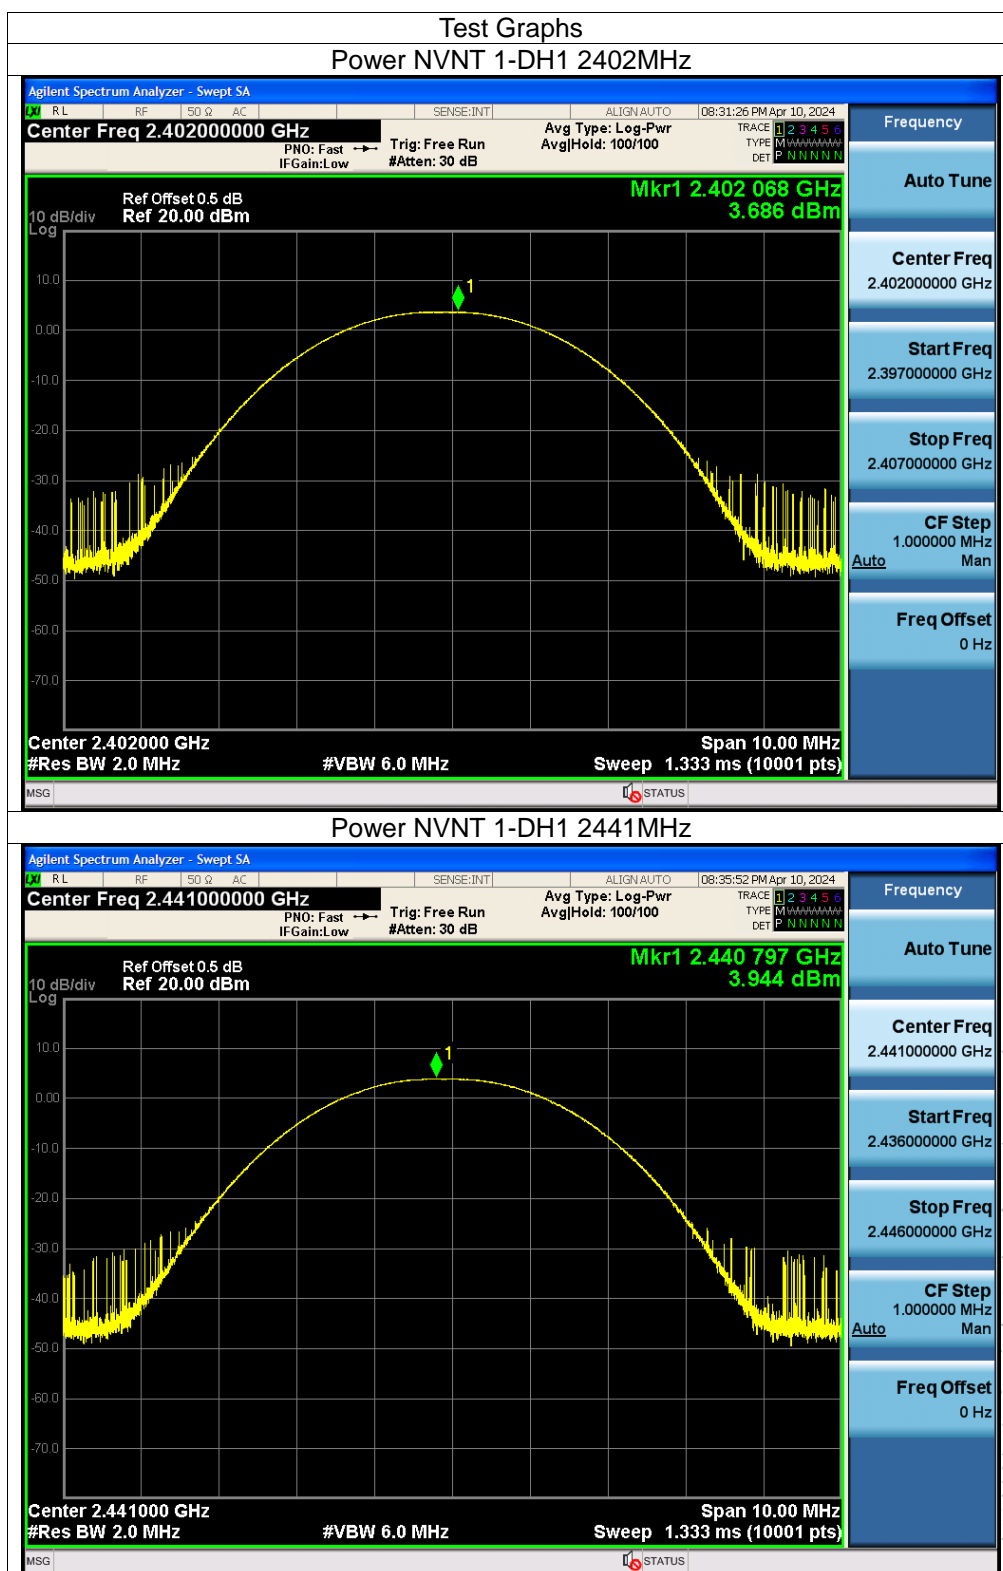 Test Graphs
Power NVNT 1-DH1 2402MHz
Agilent Spectrum Analyzer - Swept SA
LXI RL RF 50 Ω AC SENSE:INT ALIGN AUTO 08:31:26 PM Apr 10, 2024
Center Freq 2.402000000 GHz
PNO: Fast
IFGain:Low
Trig: Free Run
#Atten: 30 dB
Avg Type: Log-Pwr
Avg|Hold: 100/100
TRACE 1 2 3 4 5 6
TYPE M WWWWW
DET P N N N N N
Frequency
Auto Tune
Center Freq
2.402000000 GHz
Start Freq
2.397000000 GHz
Stop Freq
2.407000000 GHz
CF Step
1.000000 MHz
Auto Man
Freq Offset
0 Hz
Mkr1 2.402 068 GHz
3.686 dBm
Ref Offset 0.5 dB
10 dB/div Ref 20.00 dBm
Log
1
10.0
0.00
-10.0
-20.0
-30.0
-40.0
-50.0
-60.0
-70.0
Center 2.402000 GHz Span 10.00 MHz
#Res BW 2.0 MHz #VBW 6.0 MHz Sweep 1.333 ms (10001 pts)
MSG STATUS
Power NVNT 1-DH1 2441MHz
Agilent Spectrum Analyzer - Swept SA
LXI RL RF 50 Ω AC SENSE:INT ALIGN AUTO 08:35:52 PM Apr 10, 2024
Center Freq 2.441000000 GHz
PNO: Fast
IFGain:Low
Trig: Free Run
#Atten: 30 dB
Avg Type: Log-Pwr
Avg|Hold: 100/100
TRACE 1 2 3 4 5 6
TYPE M WWWWW
DET P N N N N N
Frequency
Auto Tune
Center Freq
2.441000000 GHz
Start Freq
2.436000000 GHz
Stop Freq
2.446000000 GHz
CF Step
1.000000 MHz
Auto Man
Freq Offset
0 Hz
Mkr1 2.440 797 GHz
3.944 dBm
Ref Offset 0.5 dB
10 dB/div Ref 20.00 dBm
Log
1
10.0
0.00
-10.0
-20.0
-30.0
-40.0
-50.0
-60.0
-70.0
Center 2.441000 GHz Span 10.00 MHz
#Res BW 2.0 MHz #VBW 6.0 MHz Sweep 1.333 ms (10001 pts)
MSG STATUS